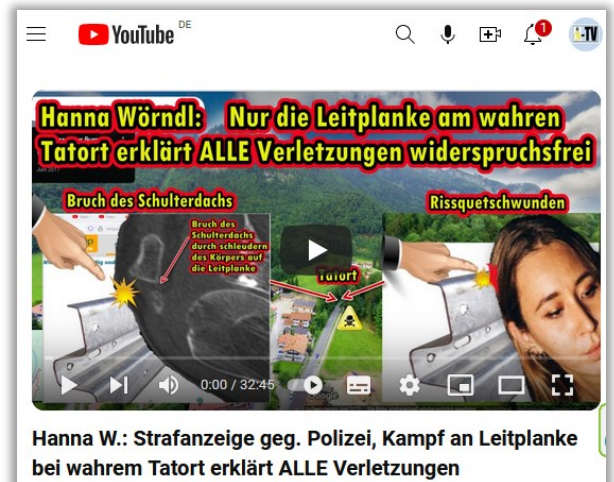 YouTube DE
1
i-TV
Hanna Wörndl: Nur die Leitplanke am wahren
Tatort erklärt ALLE Verletzungen widerspruchsfrei
Bruch des Schulterdachs
Rissquetschwunden
Bruch des
Schulterdachs
durch schleudern
des Körpers auf
die Leitplanke
Tatort
0:00 / 32:45
Hanna W.: Strafanzeige geg. Polizei, Kampf an Leitplanke
bei wahrem Tatort erklärt ALLE Verletzungen